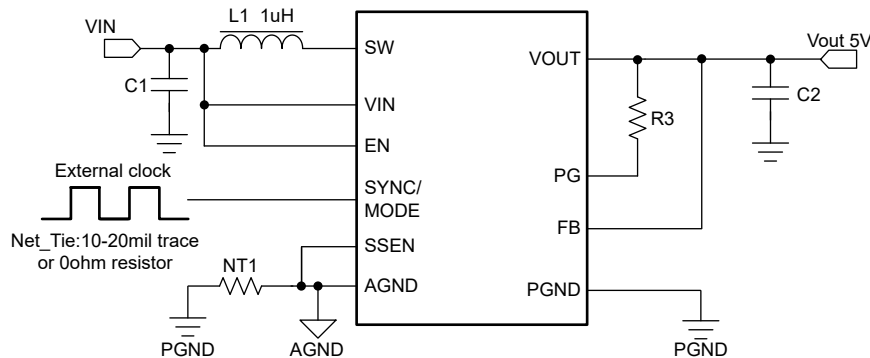 VIN
L1 1uH
SW
VOUT
Vout 5V
C1
C2
VIN
R3
EN
External clock
PG
SYNC/
MODE
Net_Tie:10-20mil trace
or 0ohm resistor
FB
SSEN
NT1
AGND
PGND
PGND
AGND
PGND